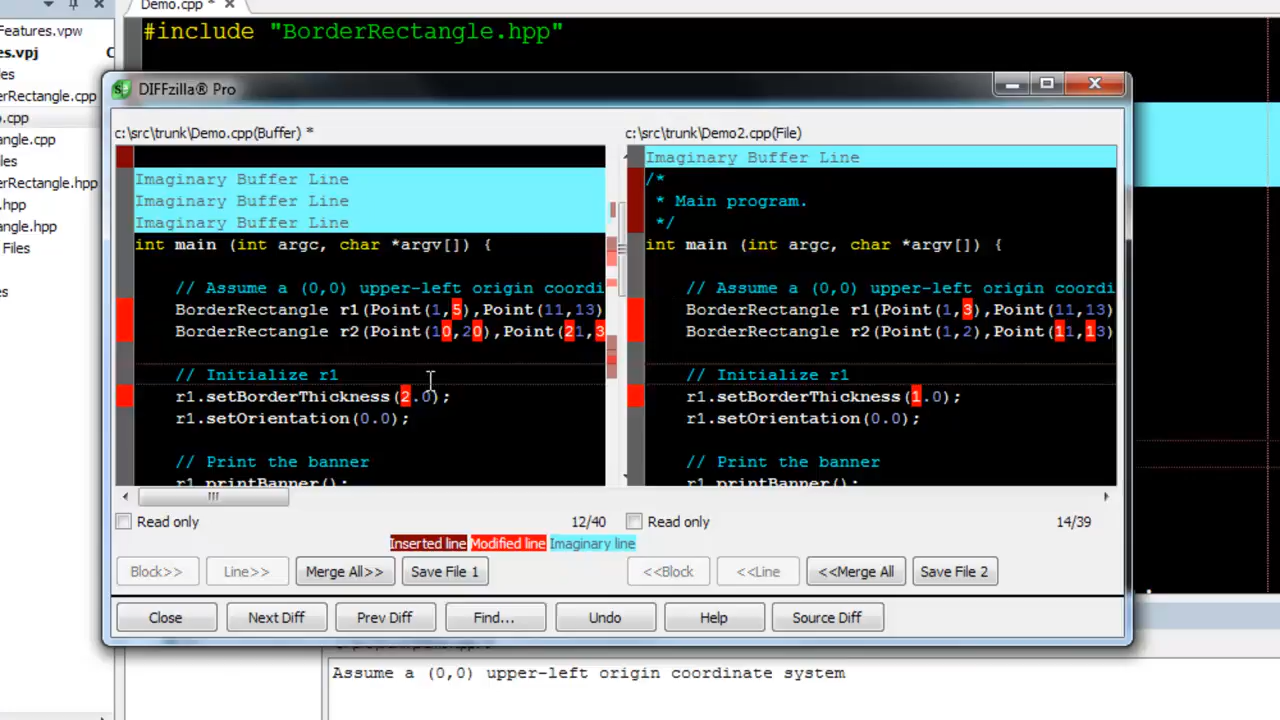 Demo.cpp *
Features.vpw
es.vpj
C
les
erRectangle.cpp
o.cpp
angle.cpp
les
erRectangle.hpp
.hpp
angle.hpp
Files
es
#include "BorderRectangle.hpp"
DIFFzilla® Pro
c:\src\trunk\Demo.cpp(Buffer) *
Imaginary Buffer Line
Imaginary Buffer Line
Imaginary Buffer Line
int main (int argc, char *argv[]) {
// Assume a (0,0) upper-left origin coordi
BorderRectangle r1(Point(1,5),Point(11,13)
BorderRectangle r2(Point(10,20),Point(21,3
// Initialize r1
r1.setBorderThickness(2.0);
r1.setOrientation(0.0);
// Print the banner
r1.printBanner();
Read only
12/40
c:\src\trunk\Demo2.cpp(File)
Imaginary Buffer Line
/*
* Main program.
*/
int main (int argc, char *argv[]) {
// Assume a (0,0) upper-left origin coordi
BorderRectangle r1(Point(1,3),Point(11,13)
BorderRectangle r2(Point(1,2),Point(11,13)
// Initialize r1
r1.setBorderThickness(1.0);
r1.setOrientation(0.0);
// Print the banner
r1.printBanner();
Read only
14/39
Inserted line Modified line Imaginary line
Block>> Line>> Merge All>> Save File 1 <<Block <<Line <<Merge All Save File 2
Close Next Diff Prev Diff Find... Undo Help Source Diff
Assume a (0,0) upper-left origin coordinate system